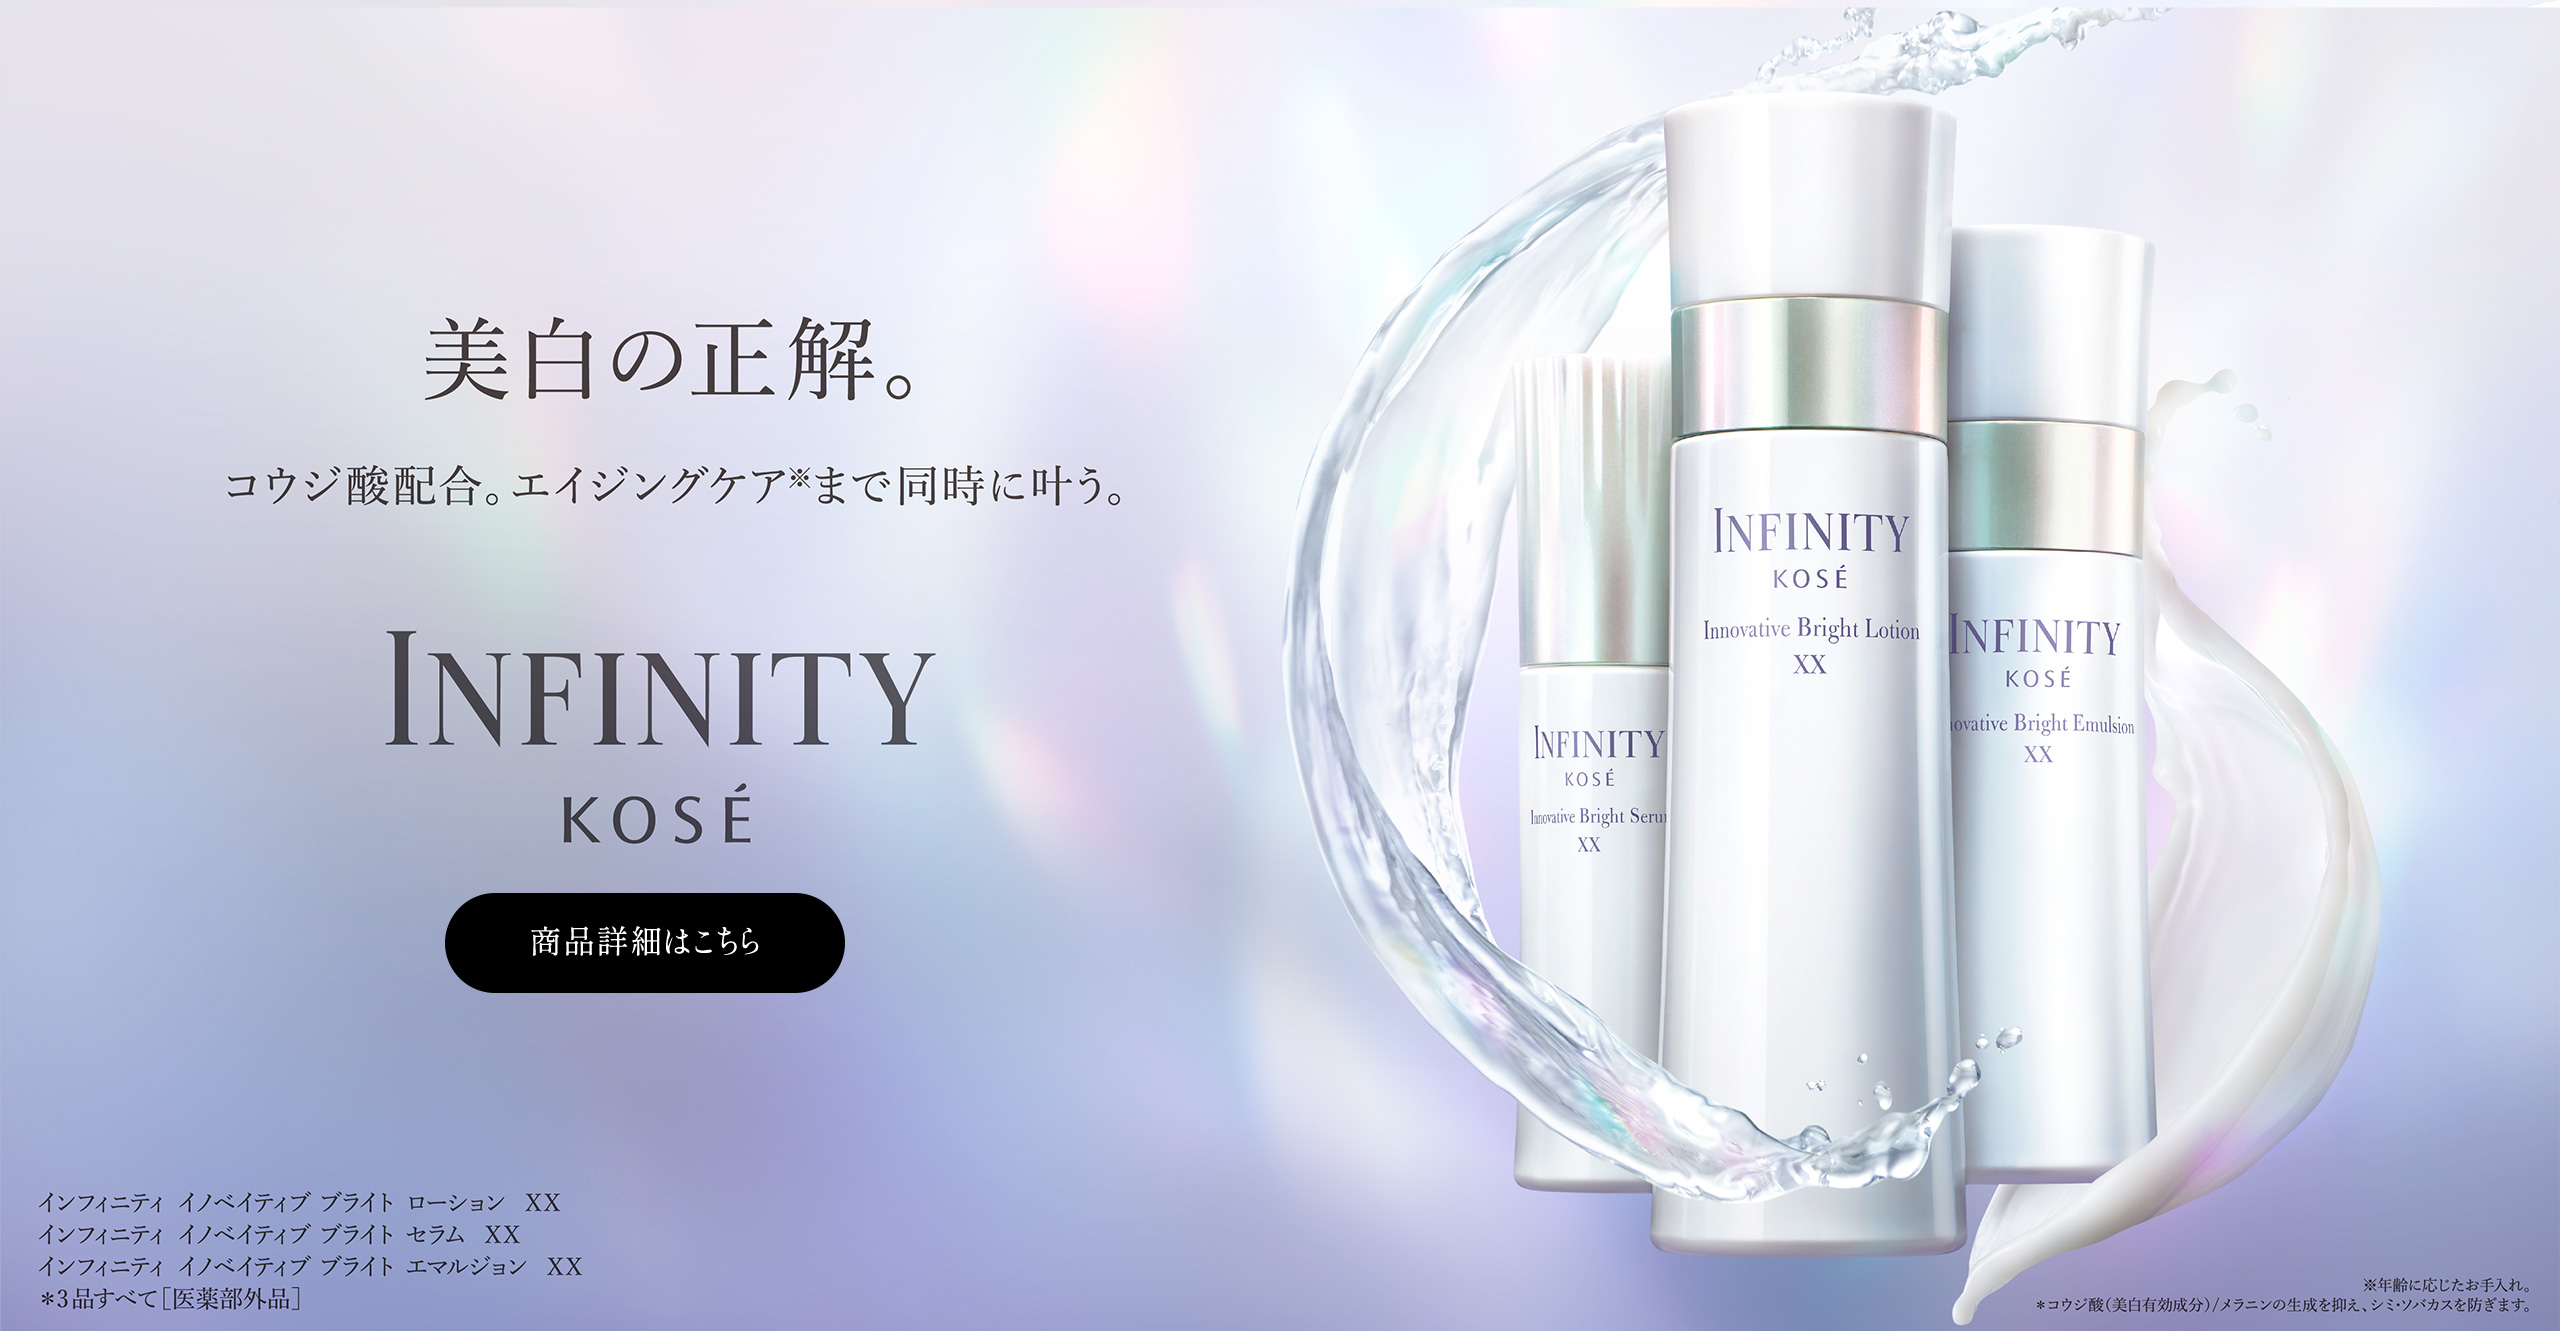 美白の正解。
コウジ酸配合。エイジングケア※まで同時に叶う。
INFINITY
KOSÉ
商品詳細はこちら
インフィニティ イノベイティブ ブライト ローション XX
インフィニティ イノベイティブ ブライト セラム XX
インフィニティ イノベイティブ ブライト エマルジョン XX
*3品すべて[医薬部外品]
INFINITY
KOSÉ
Innovative Bright Seru
XX
INFINITY
KOSÉ
Innovative Bright Lotion
XX
INFINITY
KOSÉ
novative Bright Emulsion
XX
※年齢に応じたお手入れ。
*コウジ酸(美白有効成分)/メラニンの生成を抑え、シミ・ソバカスを防ぎます。